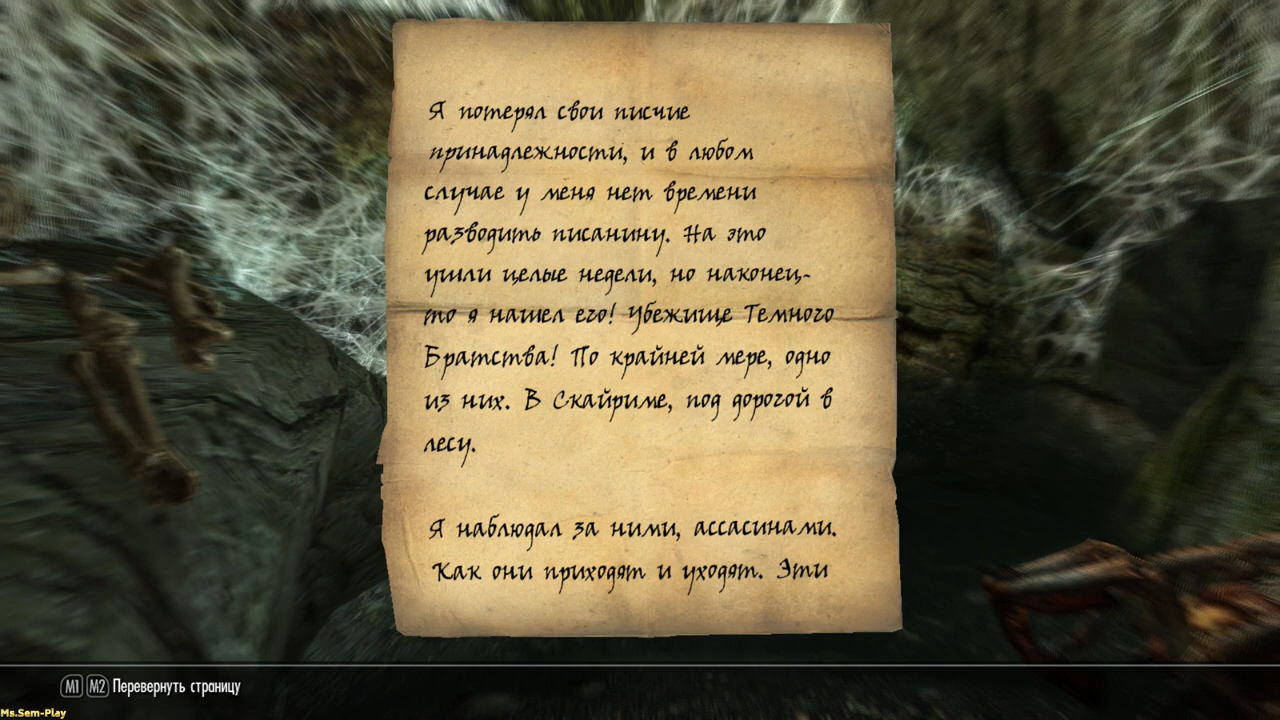 Я потерял свои писчие
принадлежности, и в любом
случае у меня нет времени
разводить писанину. На это
ушли целые недели, но наконец-
то я нашел его! Убежище Темного
Братства! По крайней мере, одно
из них. В Скайриме, под дорогой в
лесу.
Я наблюдал за ними, ассасинами.
Как они приходят и уходят. Эти
M1 M2 Перевернуть страницу
Ms.Sem-Play